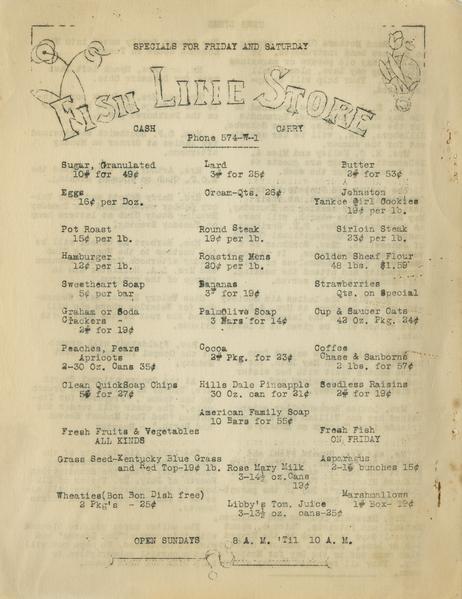 SPECIALS FOR FRIDAY AND SATURDAY
FISH LINE STORE
CASH CARRY
Phone 574-W-1
Sugar, Granulated Lard Butter
10# for 49¢ 3# for 25¢ 2# for 53¢
Eggs Cream-Qts. 26¢ Johnston
16¢ per Doz. Yankee Girl Cookies
19¢ per lb.
Pot Roast Round Steak Sirloin Steak
15¢ per lb. 19¢ per lb. 23¢ per lb.
Hamburger Roasting Hens Golden Sheaf Flour
12¢ per lb. 20¢ per lb. 48 lbs. $1.59
Sweetheart Soap Bananas Strawberries
5¢ per bar 3# for 19¢ Qts. on Special
Graham or Soda PalmOlive Soap Cup & Saucer Oats
Crackers - 3 Bars for 14¢ 42 Oz. Pkg. 24¢
2# for 19¢
Peaches, Pears Cocoa Coffee
Apricots 2# Pkg. for 23¢ Chase & Sanborns
2-30 Oz. Cans 35¢ 2 lbs. for 57¢
Clean QuickSoap Chips Hills Dale Pineapple Seedless Raisins
5# for 27¢ 30 Oz. can for 21¢ 2# for 19¢
American Family Soap
10 Bars for 55¢
Fresh Fruits & Vegetables Fresh Fish
ALL KINDS ON FRIDAY
Grass Seed-Kentucky Blue Grass Asparagus
and Red Top-19¢ lb. Rose Mary Milk 2-1# bunches 15¢
3-14½ oz. Cans
19¢
Wheaties(Bon Bon Dish free) Marshmallows
2 Pkg's - 25¢ Libby's Tom. Juice 1# Box- 19¢
3-13½ oz. cans-25¢
OPEN SUNDAYS 8 A. M. 'Til 10 A. M.